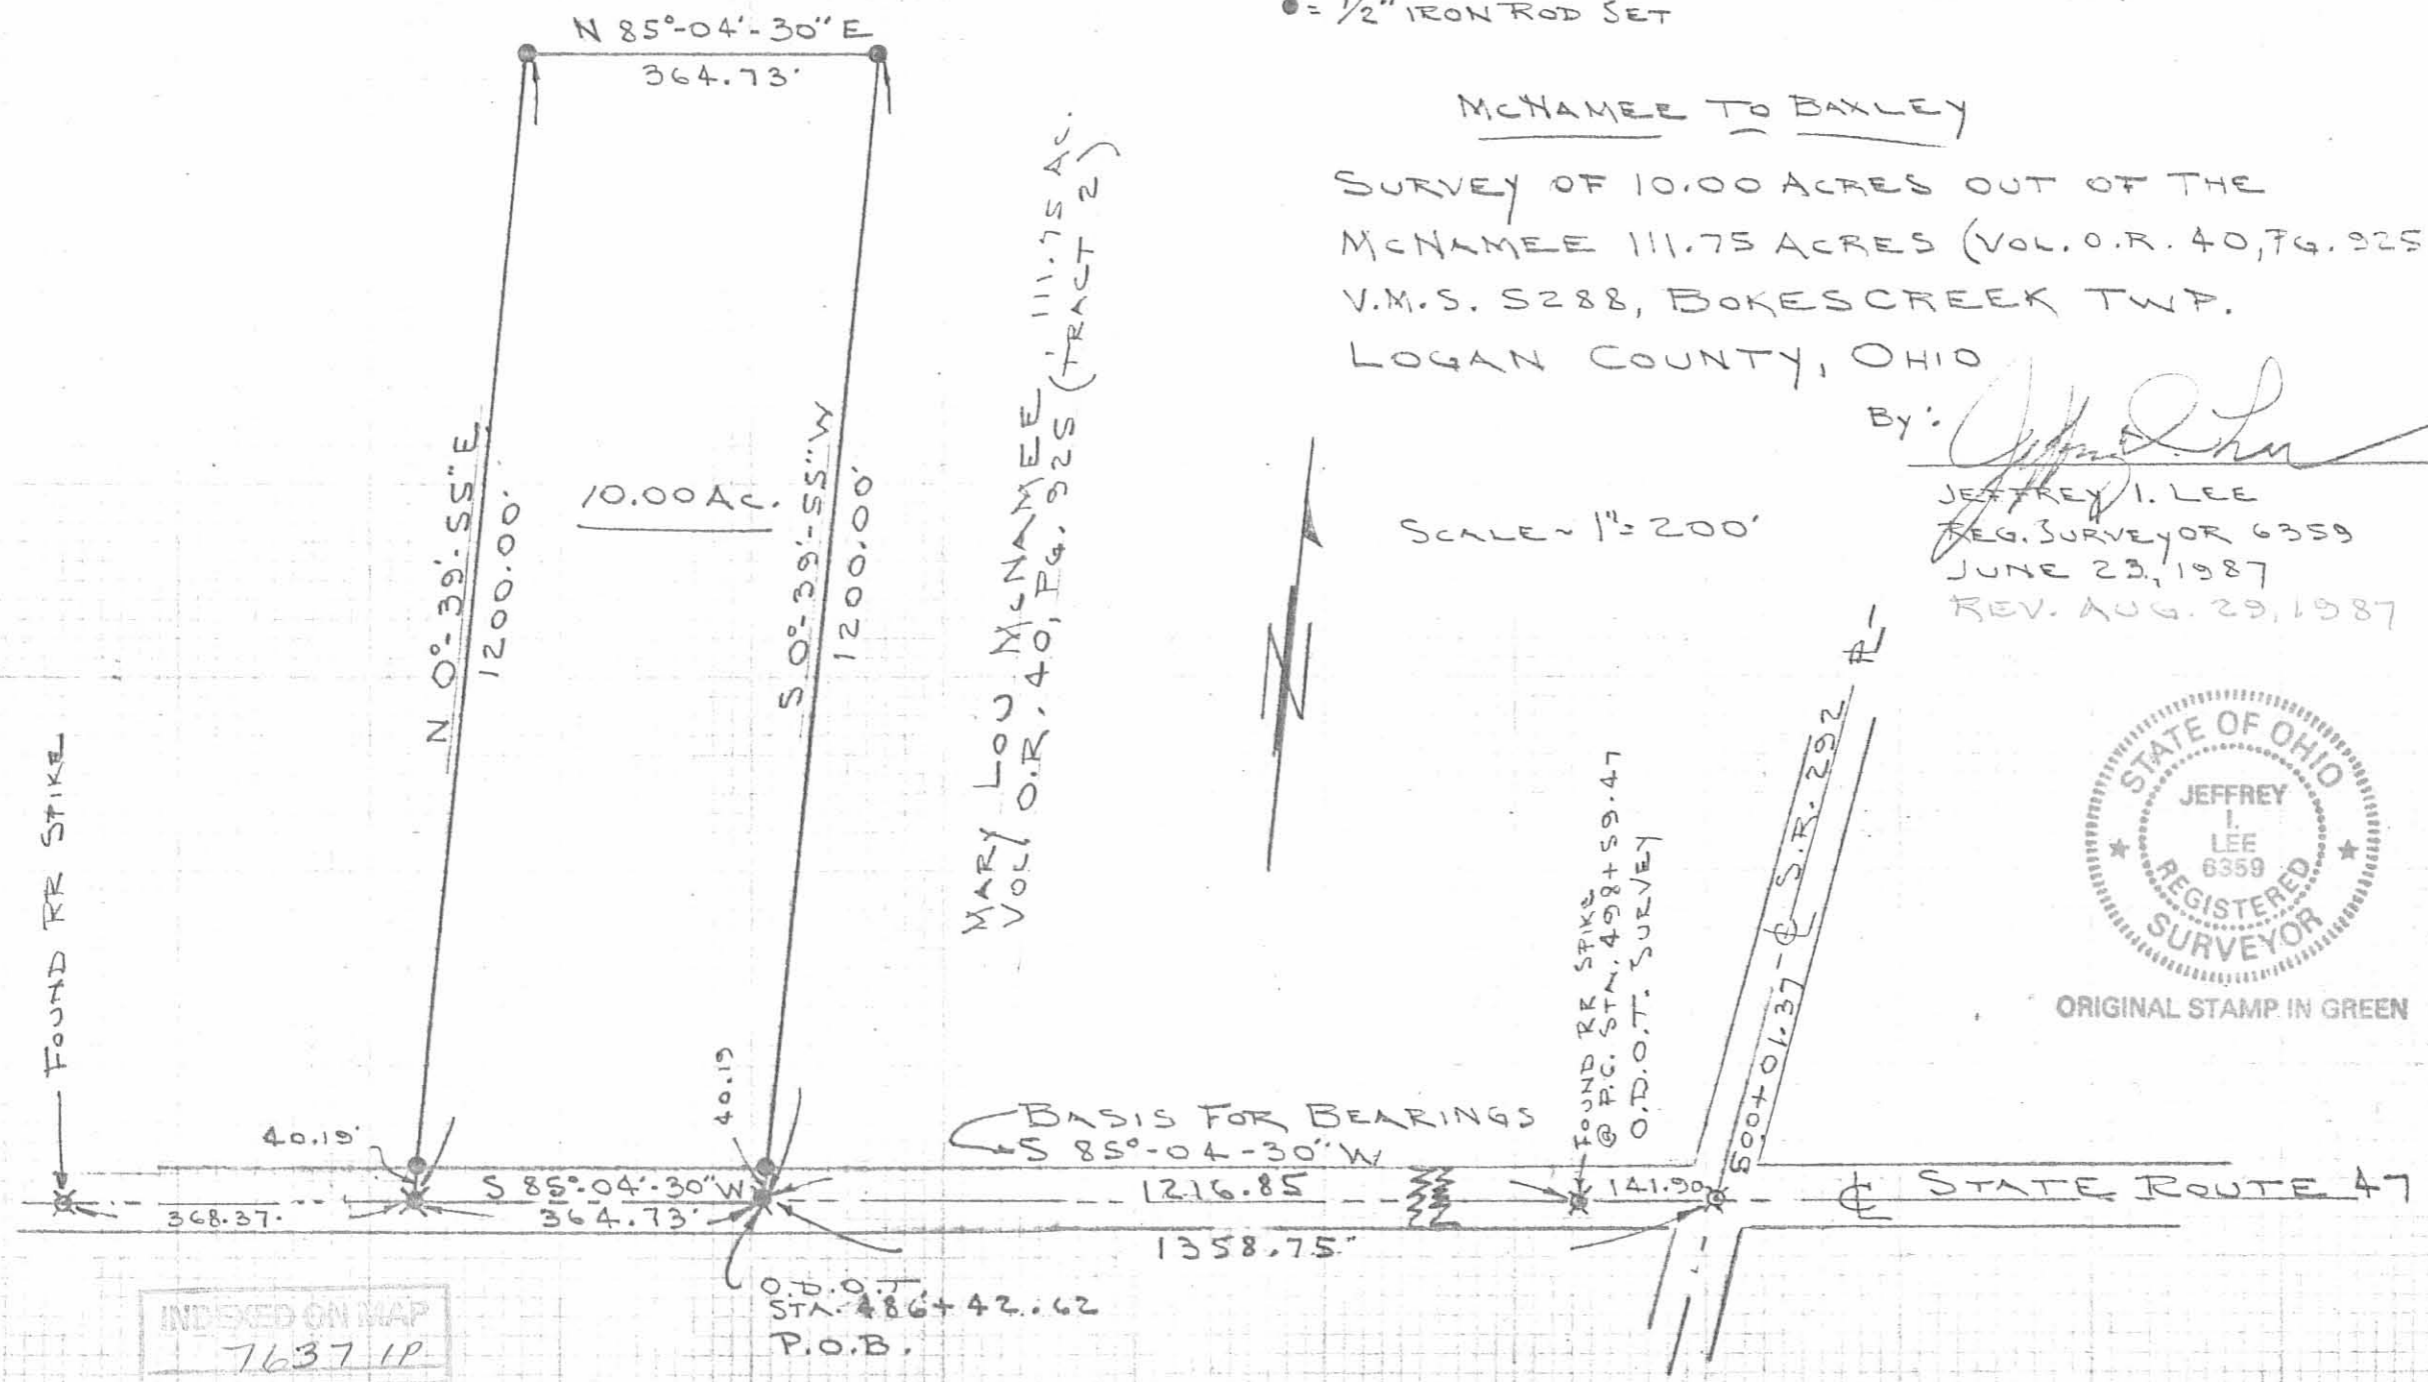 ●= 1/2" IRON ROD SET
N 85°-04'-30" E
364.73'
McNAMEE TO BAXLEY
SURVEY OF 10.00 ACRES OUT OF THE
McNAMEE 111.75 ACRES (VOL. O.R. 40, PG. 925
V.M.S. 5288, BOKESCREEK TWP.
LOGAN COUNTY, OHIO
BY:
JEFFREY I. LEE
REG. SURVEYOR 6359
JUNE 23, 1987
REV. AUG. 29, 1987
SCALE ~ 1"= 200'
N
N 0°-39'-55" E
1200.00'
10.00 AC.
S 0°-39'-55" W
1200.00'
MARY LOU McNAMEE 111.75 AC.
VOL. O.R. 40, PG. 925 (TRACT 2)
STATE OF OHIO
JEFFREY
I.
LEE
6359
REGISTERED
SURVEYOR
ORIGINAL STAMP IN GREEN
FOUND RR SPIKE
40.19'
40.19
BASIS FOR BEARINGS
S 85°-04-30" W
FOUND RR SPIKE
@ P.C. STA. 498+59.47
O.D.O.T. SURVEY
500+01.37 - ℄ S.R. 292
S 85°-04'-30" W
368.37'
364.73'
1216.85
141.90
℄ STATE ROUTE 47
1358.75'
O.D.O.T.
STA. 486+42.62
P.O.B.
INDEXED ON MAP
7637 1P